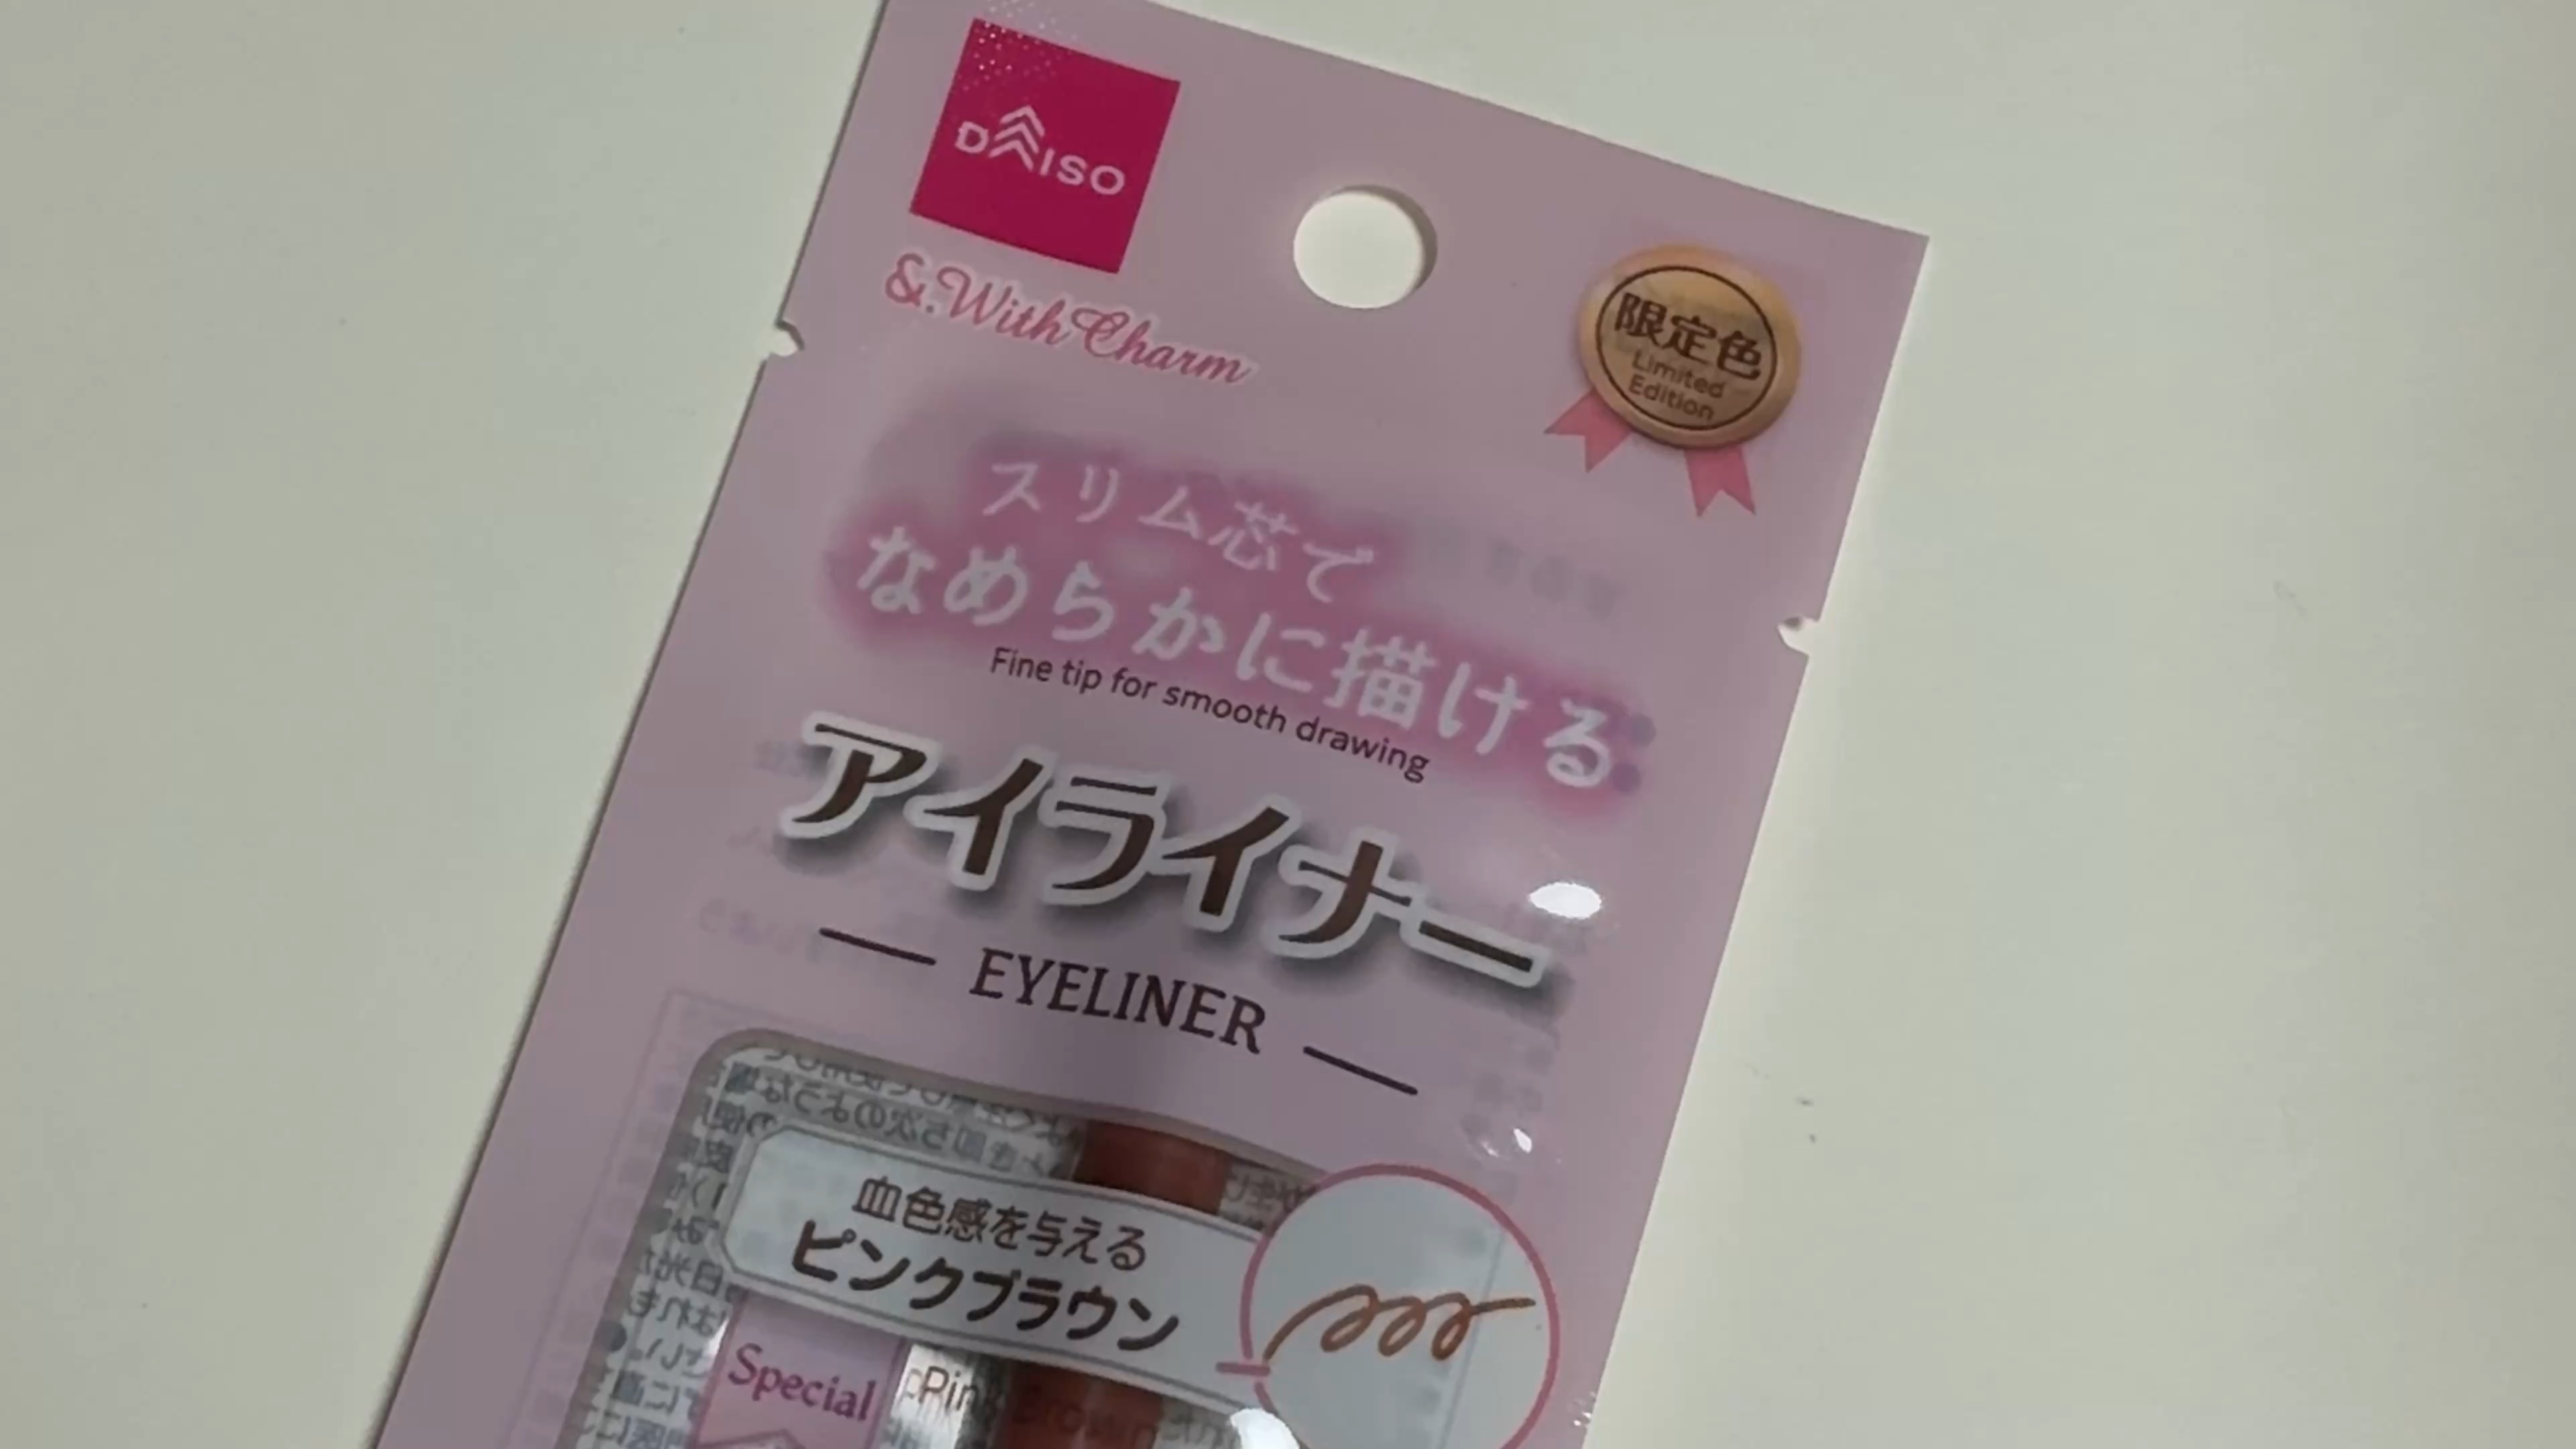 DAISO
&.With Charm
限定色
Limited
Edition
スリム芯で
なめらかに描ける
Fine tip for smooth drawing
アイライナー
EYELINER
血色感を与える
ピンクブラウン
Special